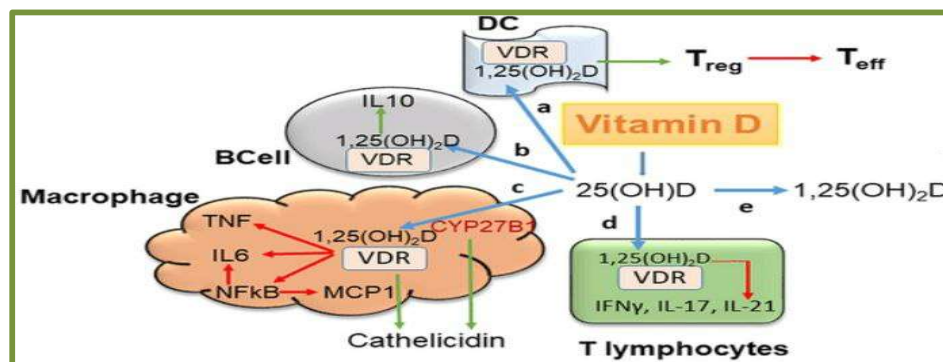 DC
VDR
1,25(OH)₂D
Treg
Teff
a
Vitamin D
IL10
1,25(OH)₂D
VDR
BCell
b
25(OH)D
e
1,25(OH)₂D
c
d
Macrophage
TNF
1,25(OH)₂D
CYP27B1
IL6
VDR
NFkB
MCP1
Cathelicidin
1,25(OH)₂D
VDR
IFNγ, IL-17, IL-21
T lymphocytes